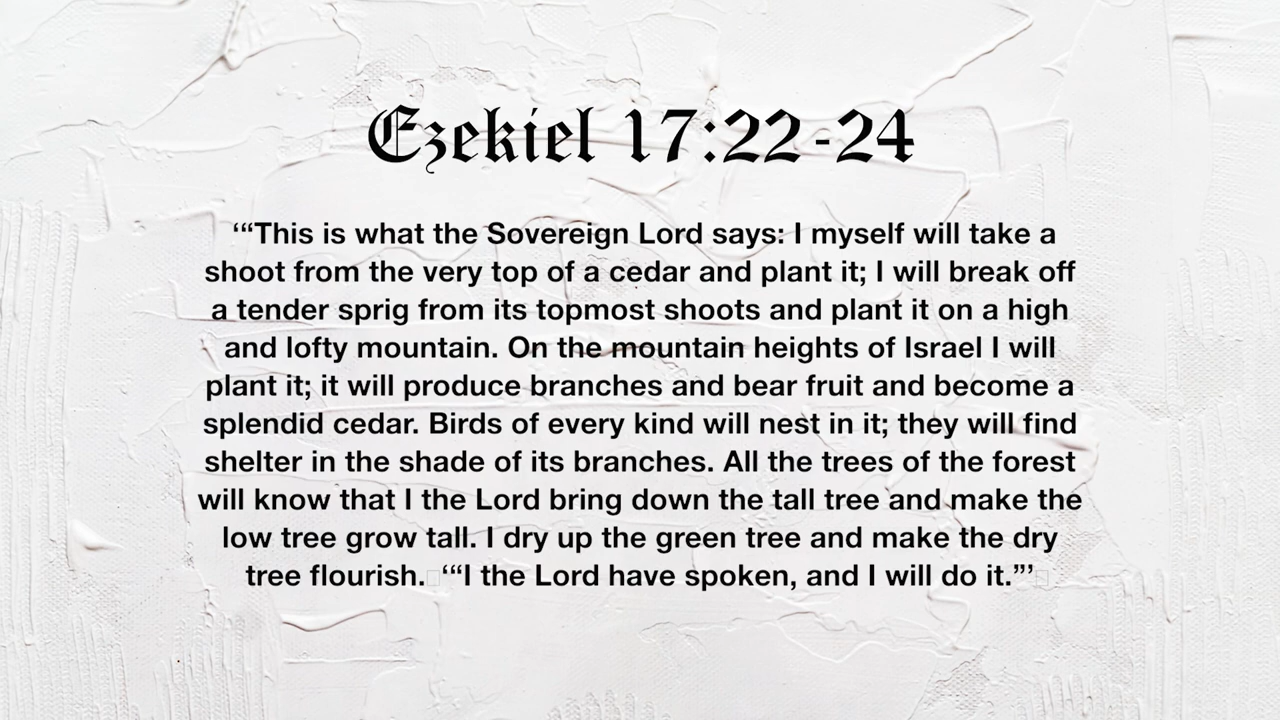 Ezekiel 17:22-24
‘“This is what the Sovereign Lord says: I myself will take a
shoot from the very top of a cedar and plant it; I will break off
a tender sprig from its topmost shoots and plant it on a high
and lofty mountain. On the mountain heights of Israel I will
plant it; it will produce branches and bear fruit and become a
splendid cedar. Birds of every kind will nest in it; they will find
shelter in the shade of its branches. All the trees of the forest
will know that I the Lord bring down the tall tree and make the
low tree grow tall. I dry up the green tree and make the dry
tree flourish. ‘“I the Lord have spoken, and I will do it.”’